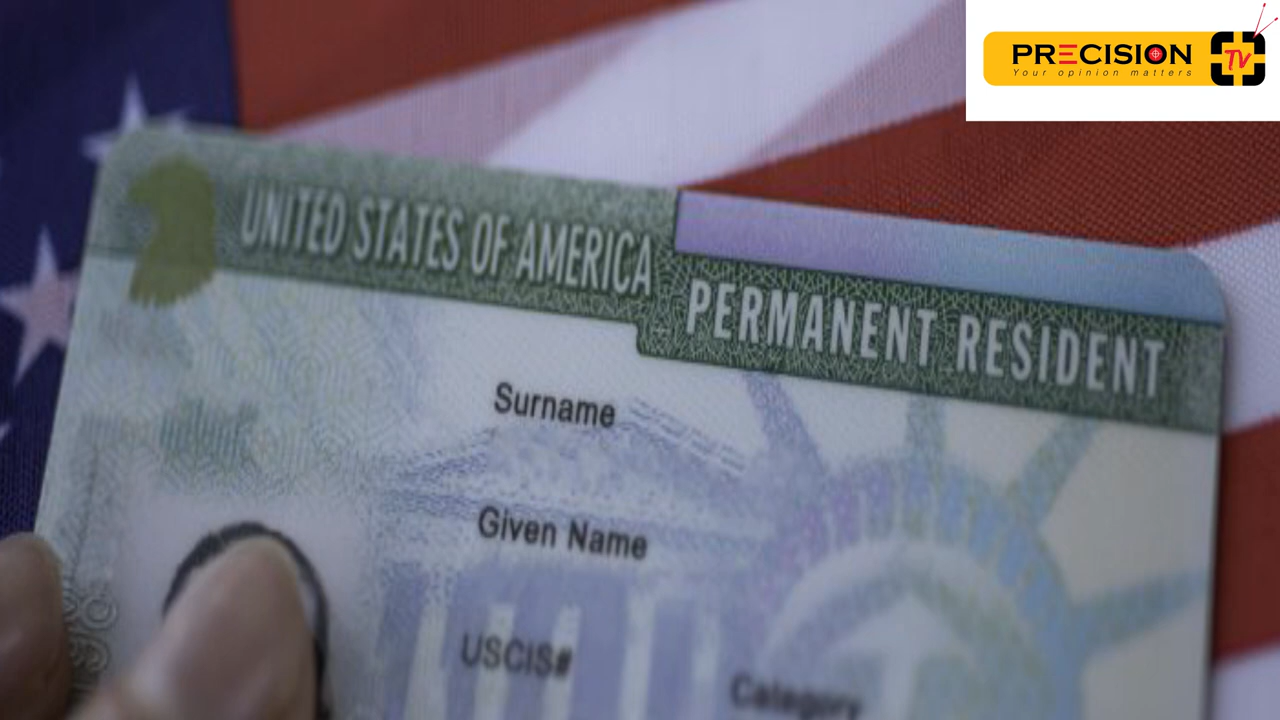 PRECISION TV
Your opinion matters
UNITED STATES OF AMERICA
PERMANENT RESIDENT
Surname
Given Name
USCIS#
Category